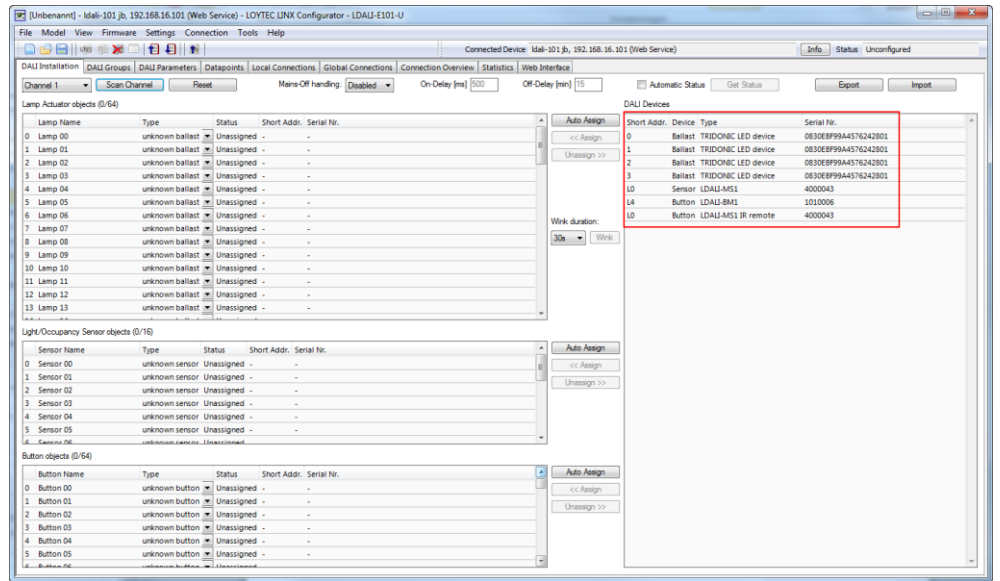 [Unbenannt] - ldali-101 jb, 192.168.16.101 (Web Service) - LOYTEC LINX Configurator - LDALI-E101-U
File Model View Firmware Settings Connection Tools Help
Connected Device: ldali-101 jb, 192.168.16.101 (Web Service) Info Status Unconfigured
DALI Installation DALI Groups DALI Parameters Datapoints Local Connections Global Connections Connection Overview Statistics Web Interface
Channel 1 Scan Channel Reset Mains-Off handling: Disabled On-Delay [ms] 500 Off-Delay [min] 15 Automatic Status Get Status Export Import
Lamp Actuator objects (0/64)
Lamp Name Type Status Short Addr. Serial Nr.
0 Lamp 00 unknown ballast Unassigned - -
1 Lamp 01 unknown ballast Unassigned - -
2 Lamp 02 unknown ballast Unassigned - -
3 Lamp 03 unknown ballast Unassigned - -
4 Lamp 04 unknown ballast Unassigned - -
5 Lamp 05 unknown ballast Unassigned - -
6 Lamp 06 unknown ballast Unassigned - -
7 Lamp 07 unknown ballast Unassigned - -
8 Lamp 08 unknown ballast Unassigned - -
9 Lamp 09 unknown ballast Unassigned - -
10 Lamp 10 unknown ballast Unassigned - -
11 Lamp 11 unknown ballast Unassigned - -
12 Lamp 12 unknown ballast Unassigned - -
13 Lamp 13 unknown ballast Unassigned - -
Auto Assign
<< Assign
Unassign >>
Wink duration:
30s Wink
DALI Devices
Short Addr. Device Type Serial Nr.
0 Ballast TRIDONIC LED device 0830EBF99A4576242801
1 Ballast TRIDONIC LED device 0830EBF99A4576242801
2 Ballast TRIDONIC LED device 0830EBF99A4576242801
3 Ballast TRIDONIC LED device 0830EBF99A4576242801
L0 Sensor LDALI-MS1 4000043
L4 Button LDALI-BM1 1010006
L0 Button LDALI-MS1 IR remote 4000043
Light/Occupancy Sensor objects (0/16)
Sensor Name Type Status Short Addr. Serial Nr.
0 Sensor 00 unknown sensor Unassigned - -
1 Sensor 01 unknown sensor Unassigned - -
2 Sensor 02 unknown sensor Unassigned - -
3 Sensor 03 unknown sensor Unassigned - -
4 Sensor 04 unknown sensor Unassigned - -
5 Sensor 05 unknown sensor Unassigned - -
6 Sensor 06 unknown sensor Unassigned
Auto Assign
<< Assign
Unassign >>
Button objects (0/64)
Button Name Type Status Short Addr. Serial Nr.
0 Button 00 unknown button Unassigned - -
1 Button 01 unknown button Unassigned - -
2 Button 02 unknown button Unassigned - -
3 Button 03 unknown button Unassigned - -
4 Button 04 unknown button Unassigned - -
5 Button 05 unknown button Unassigned - -
6 Button 06 unknown button Unassigned
Auto Assign
<< Assign
Unassign >>